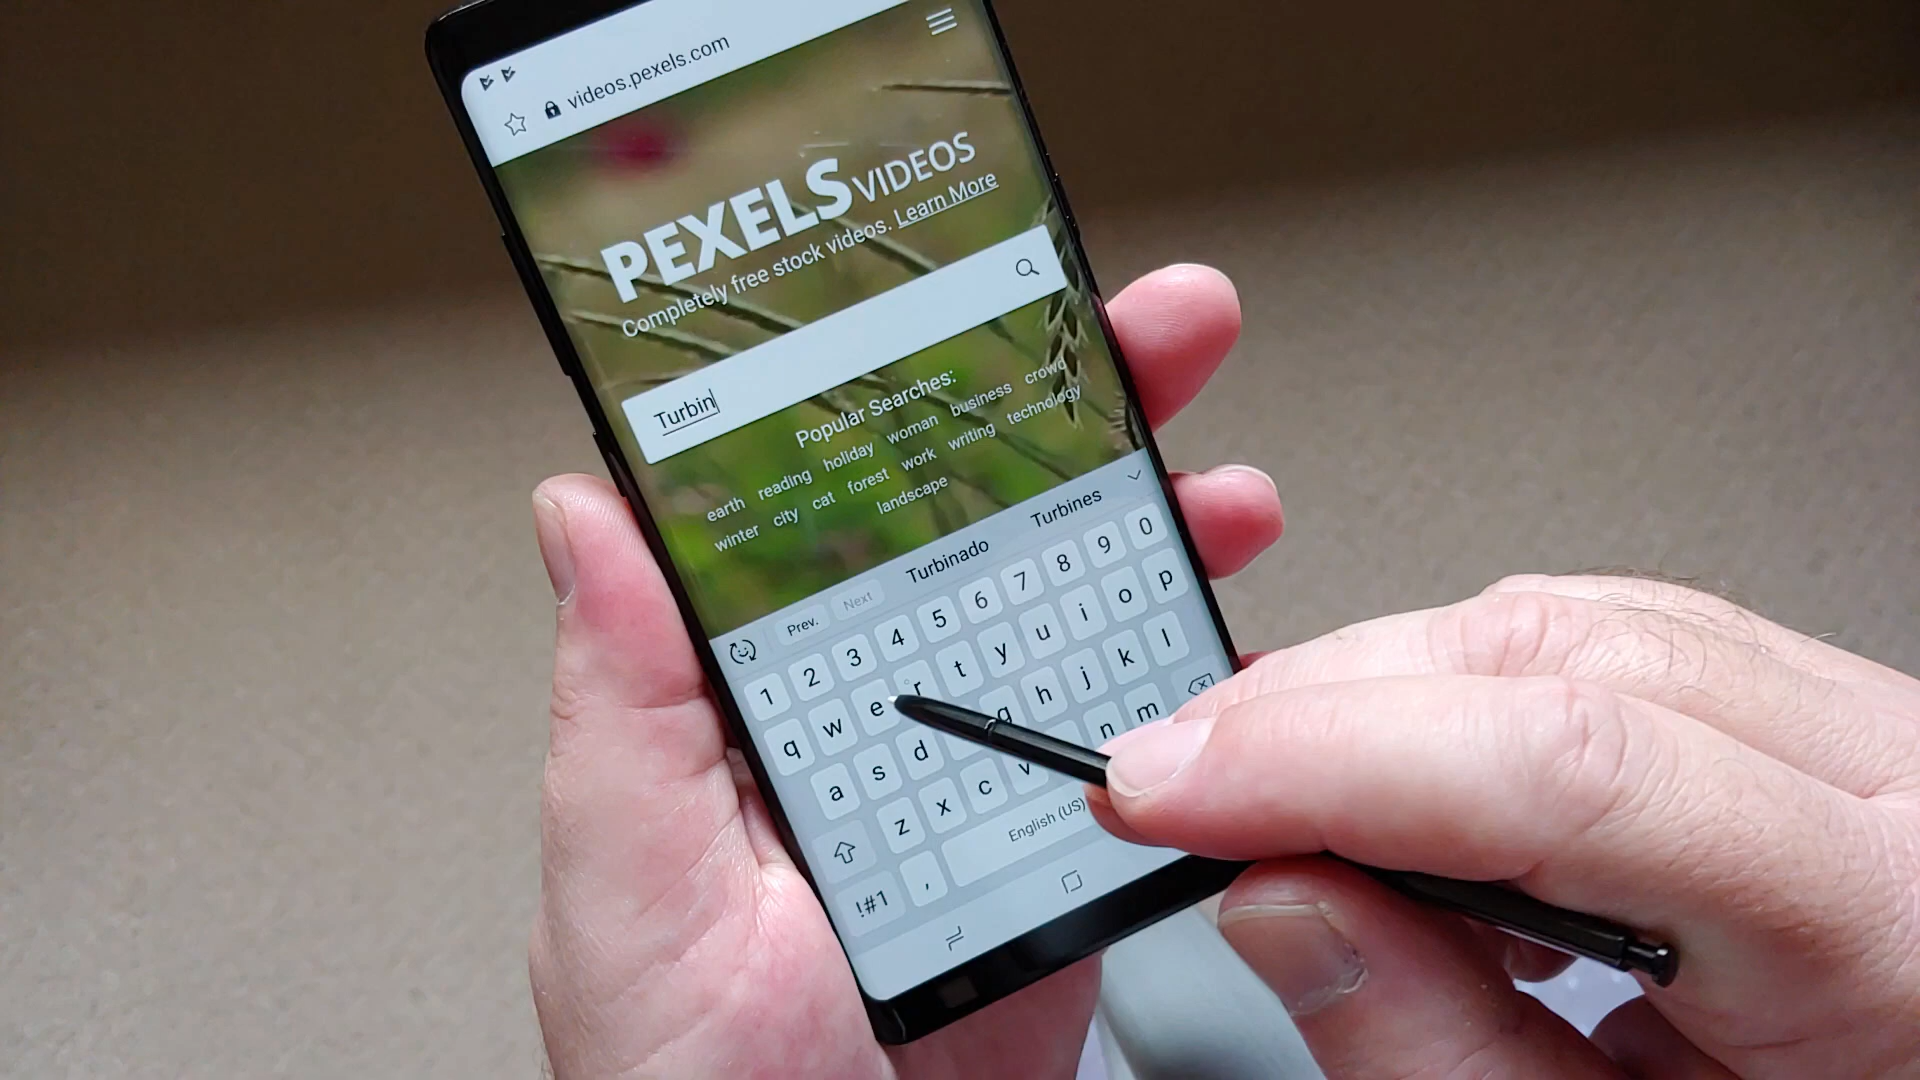 videos.pexels.com
PEXELS VIDEOS
Completely free stock videos. Learn More
Turbin
Popular Searches:
earth reading holiday woman business crowd
winter city cat forest work writing technology
landscape
Prev. Next Turbinado Turbines
1 2 3 4 5 6 7 8 9 0
q w e r t y u i o p
a s d g h j k l
z x c v n m
!#1 , English (US)